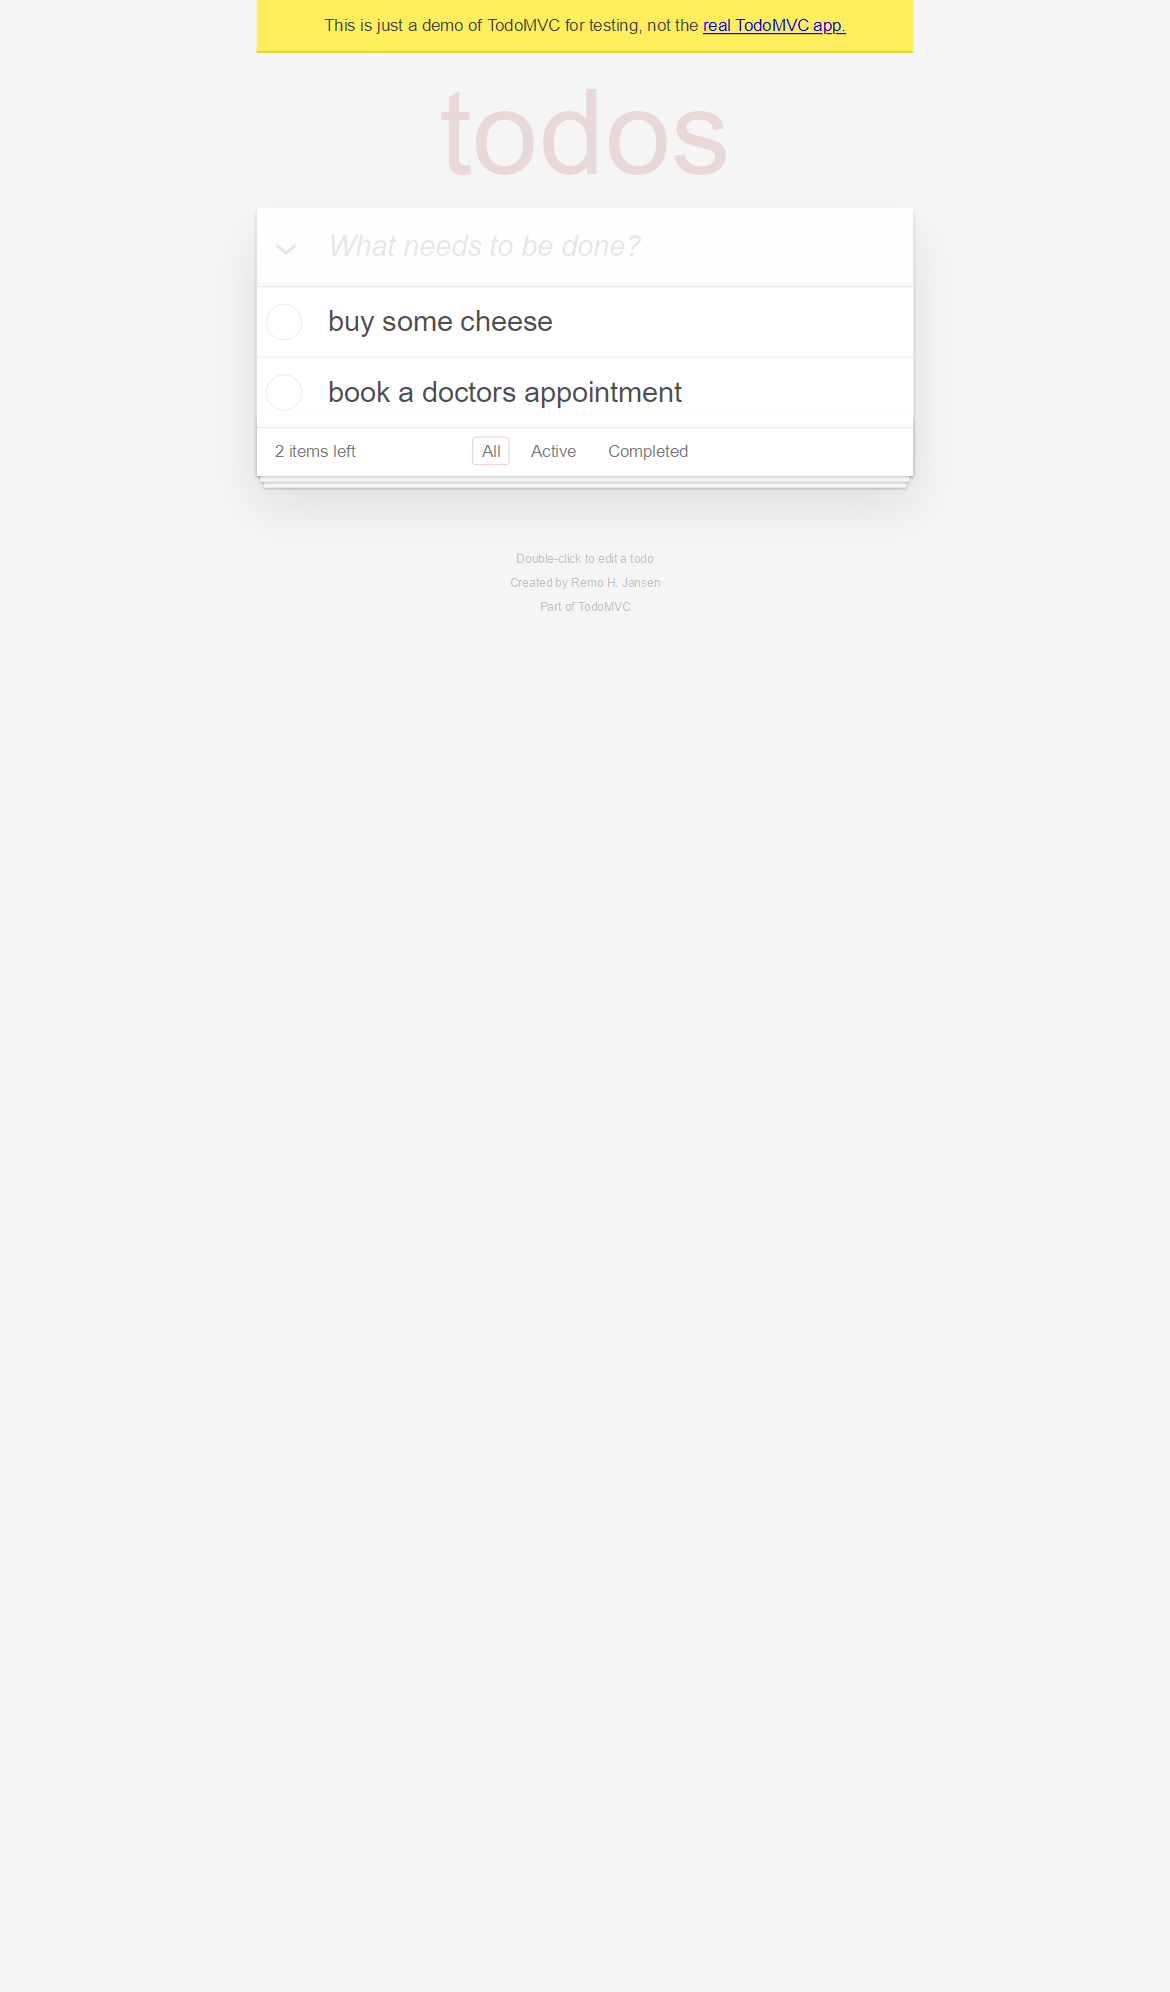 This is just a demo of TodoMVC for testing, not the real TodoMVC app.
todos
What needs to be done?
buy some cheese
book a doctors appointment
2 items left All Active Completed
Double-click to edit a todo
Created by Remo H. Jansen
Part of TodoMVC